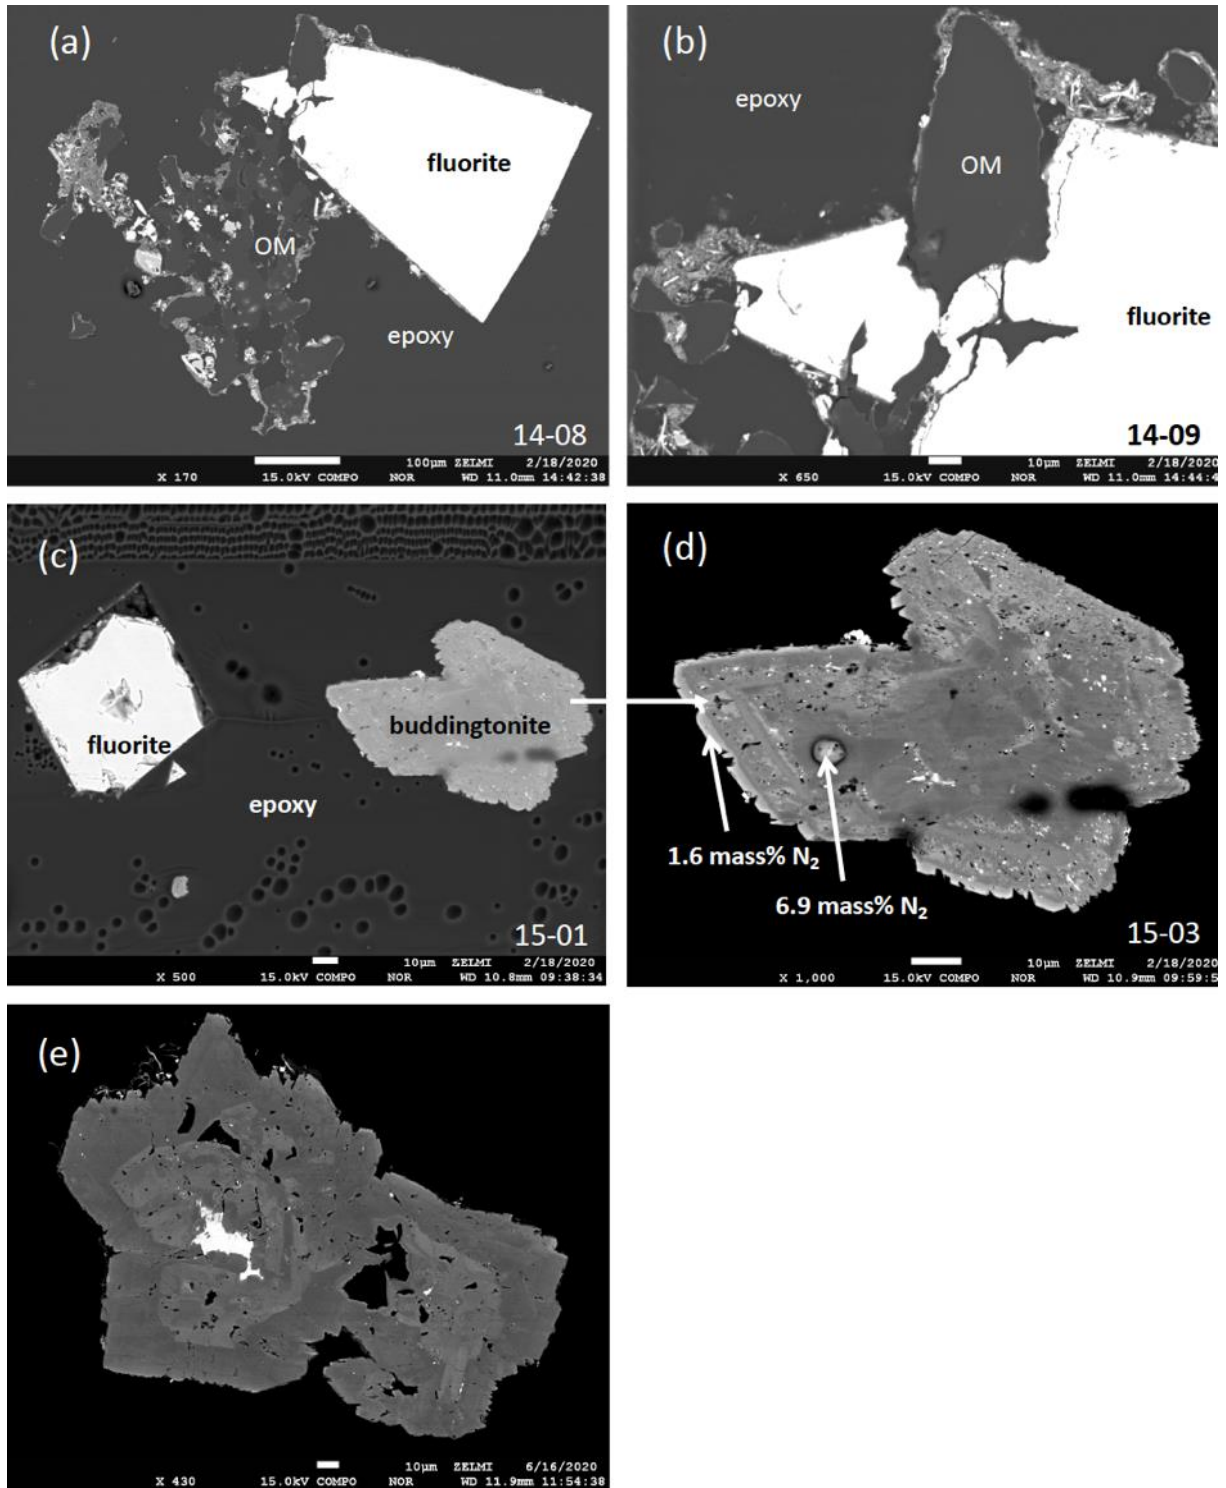 (a)
fluorite
OM
epoxy
14-08
100μm ZELMI 2/18/2020
X 170 15.0kV COMPO NOR WD 11.0mm 14:42:38
(b)
epoxy
OM
fluorite
14-09
10μm ZELMI 2/18/2020
X 650 15.0kV COMPO NOR WD 11.0mm 14:44:4
(c)
fluorite
buddingtonite
epoxy
15-01
10μm ZELMI 2/18/2020
X 500 15.0kV COMPO NOR WD 10.8mm 09:38:34
(d)
1.6 mass% N₂
6.9 mass% N₂
15-03
10μm ZELMI 2/18/2020
X 1,000 15.0kV COMPO NOR WD 10.9mm 09:59:5
(e)
10μm ZELMI 6/16/2020
X 430 15.0kV COMPO NOR WD 11.9mm 11:54:38